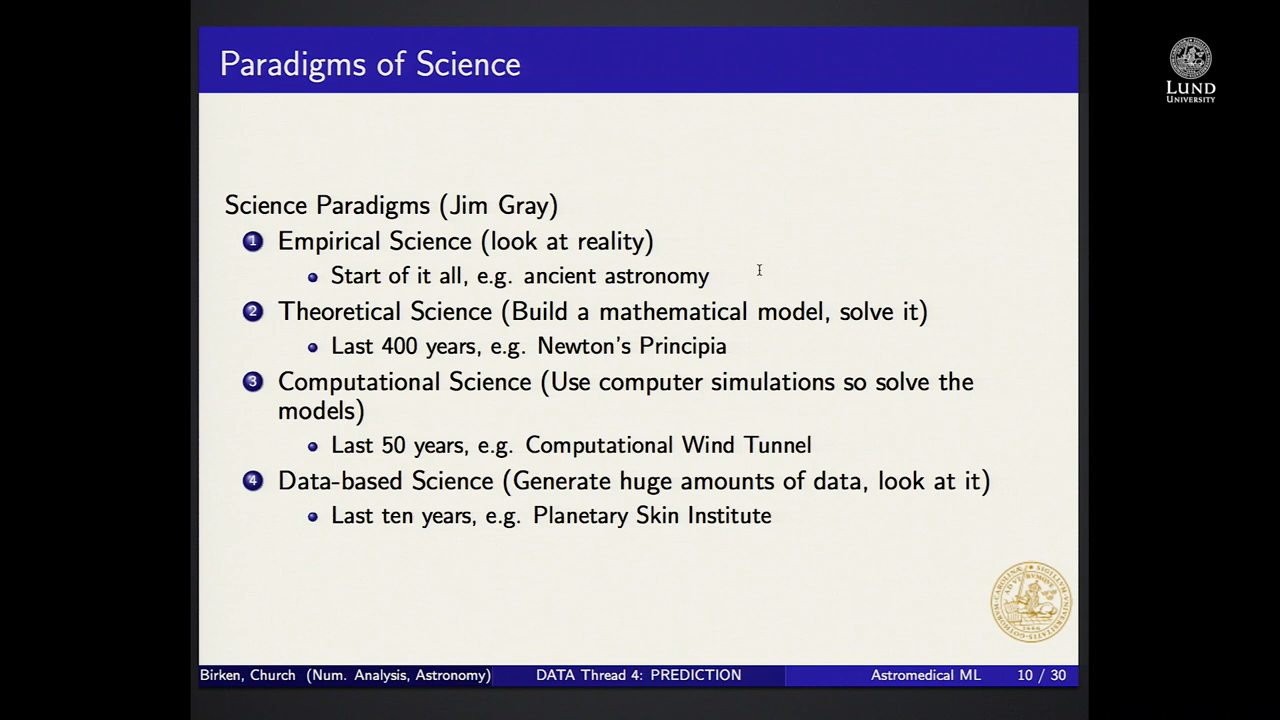 Paradigms of Science
LUND
UNIVERSITY
Science Paradigms (Jim Gray)
1 Empirical Science (look at reality)
• Start of it all, e.g. ancient astronomy
2 Theoretical Science (Build a mathematical model, solve it)
• Last 400 years, e.g. Newton's Principia
3 Computational Science (Use computer simulations so solve the
models)
• Last 50 years, e.g. Computational Wind Tunnel
4 Data-based Science (Generate huge amounts of data, look at it)
• Last ten years, e.g. Planetary Skin Institute
Birken, Church (Num. Analysis, Astronomy) DATA Thread 4: PREDICTION Astromedical ML 10 / 30